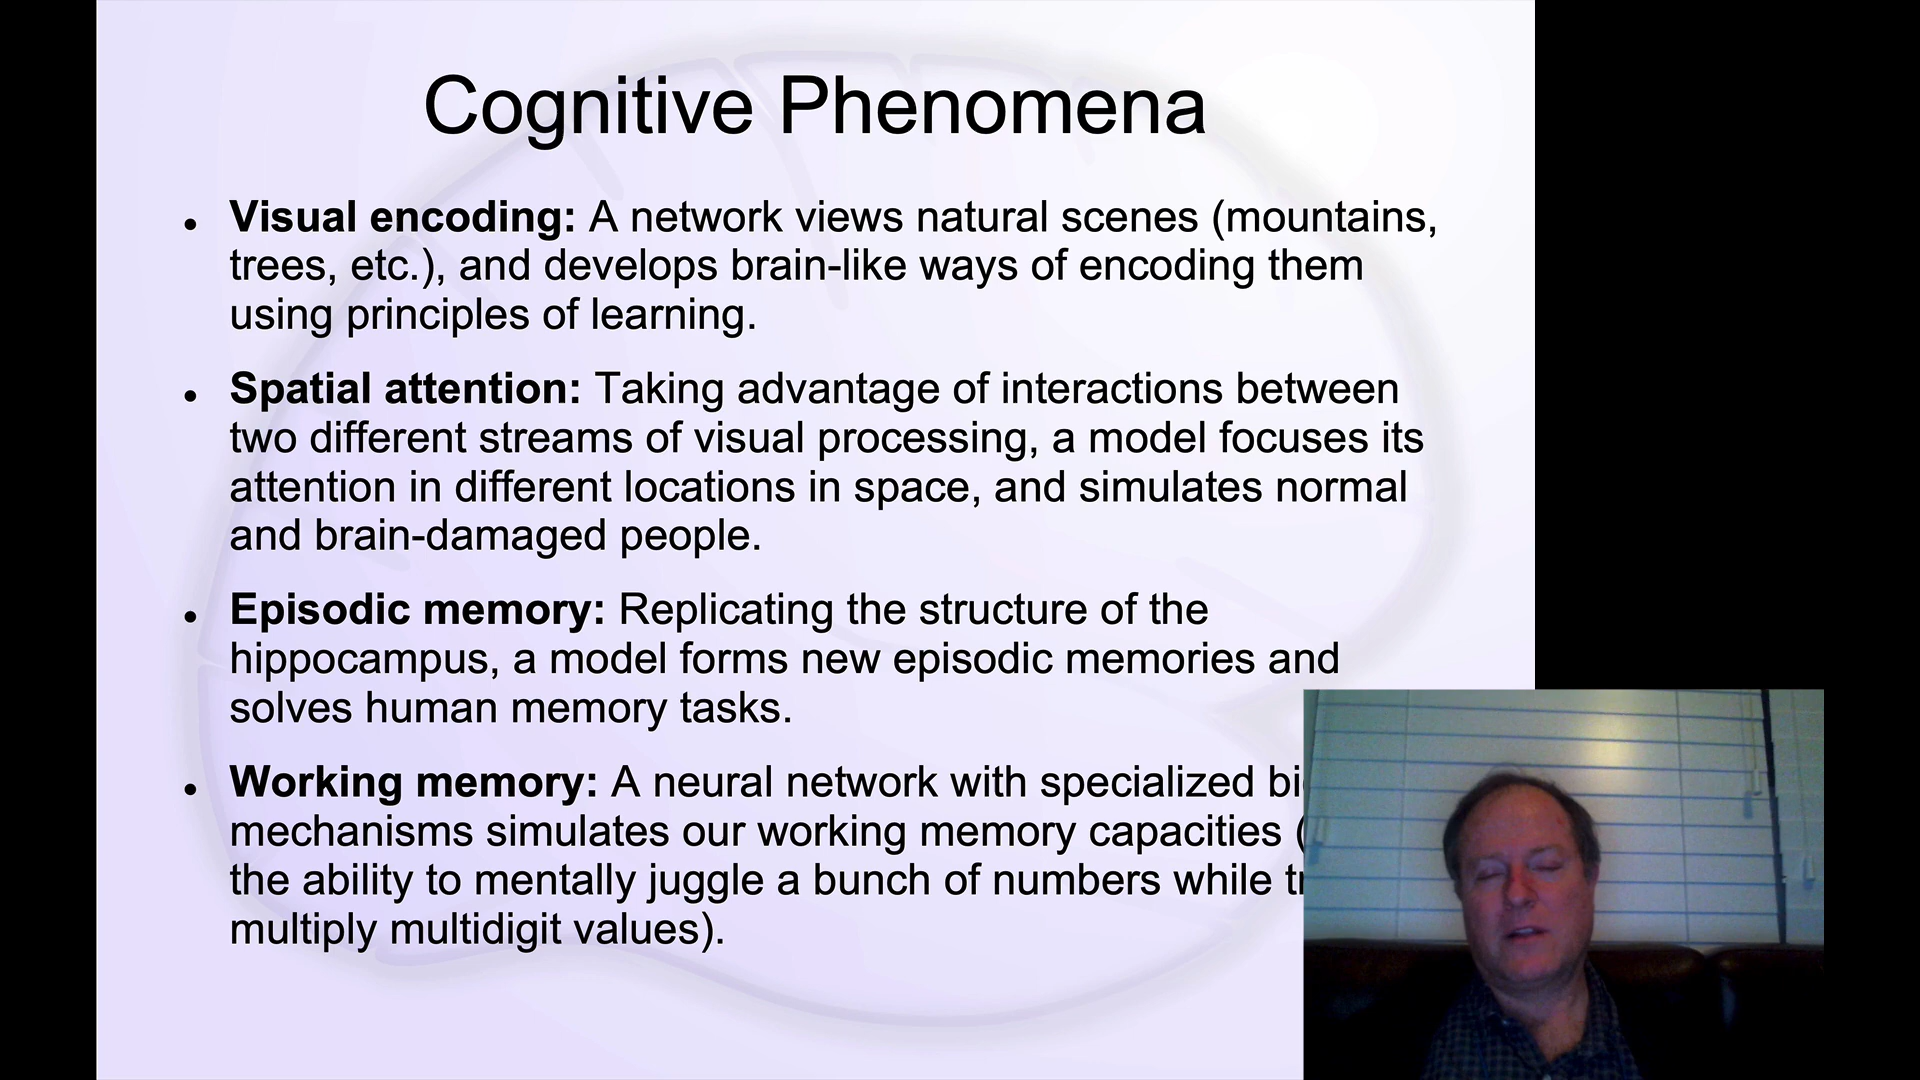 Cognitive Phenomena
• Visual encoding: A network views natural scenes (mountains,
trees, etc.), and develops brain-like ways of encoding them
using principles of learning.
• Spatial attention: Taking advantage of interactions between
two different streams of visual processing, a model focuses its
attention in different locations in space, and simulates normal
and brain-damaged people.
• Episodic memory: Replicating the structure of the
hippocampus, a model forms new episodic memories and
solves human memory tasks.
• Working memory: A neural network with specialized
mechanisms simulates our working memory capacities (
the ability to mentally juggle a bunch of numbers while
multiply multidigit values).